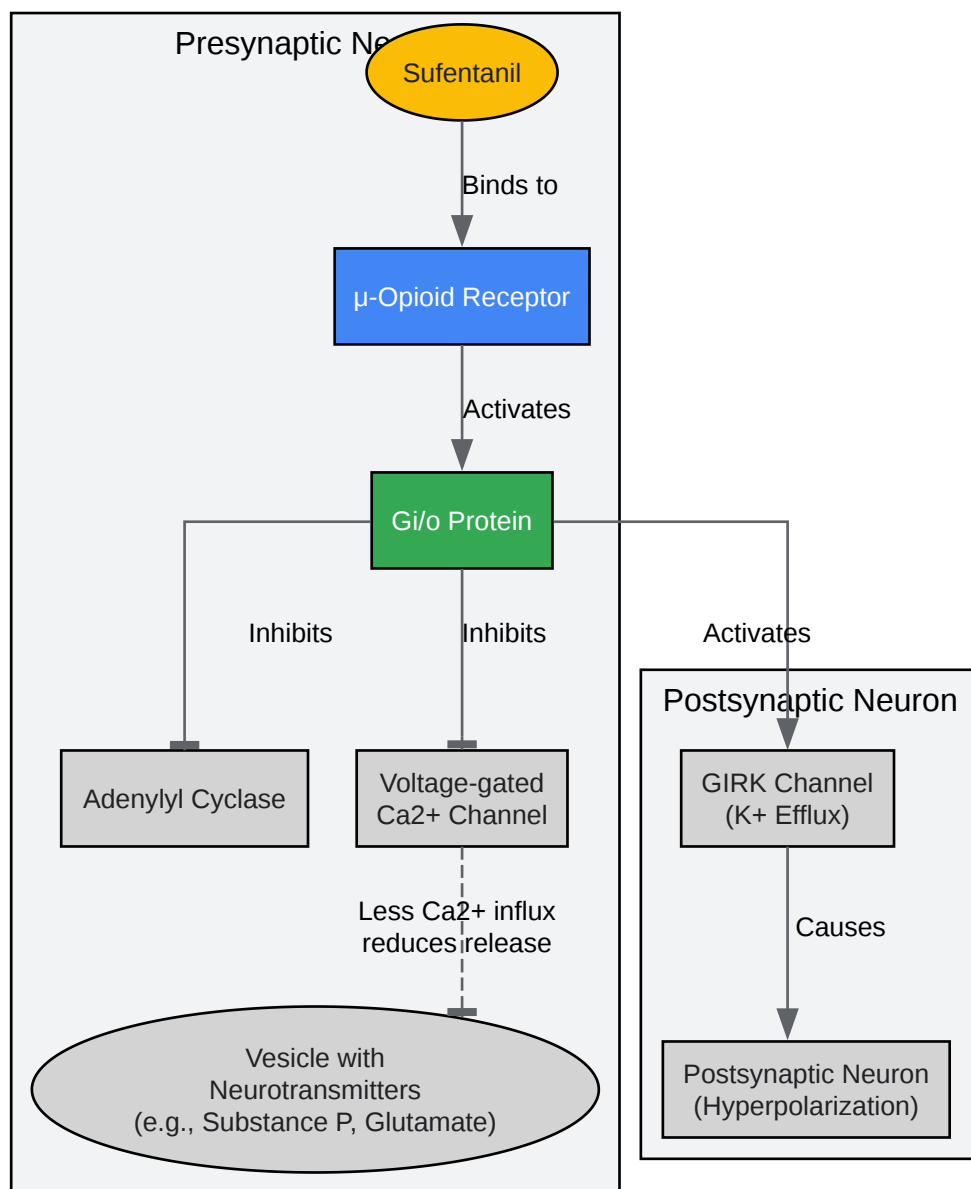 Presynaptic Ne
Sufentanil
Binds to
μ-Opioid Receptor
Activates
Gi/o Protein
Inhibits
Inhibits
Activates
Postsynaptic Neuron
Adenylyl Cyclase
Voltage-gated
Ca2+ Channel
GIRK Channel
(K+ Efflux)
Less Ca2+ influx
reduces release
Causes
Vesicle with
Neurotransmitters
(e.g., Substance P, Glutamate)
Postsynaptic Neuron
(Hyperpolarization)